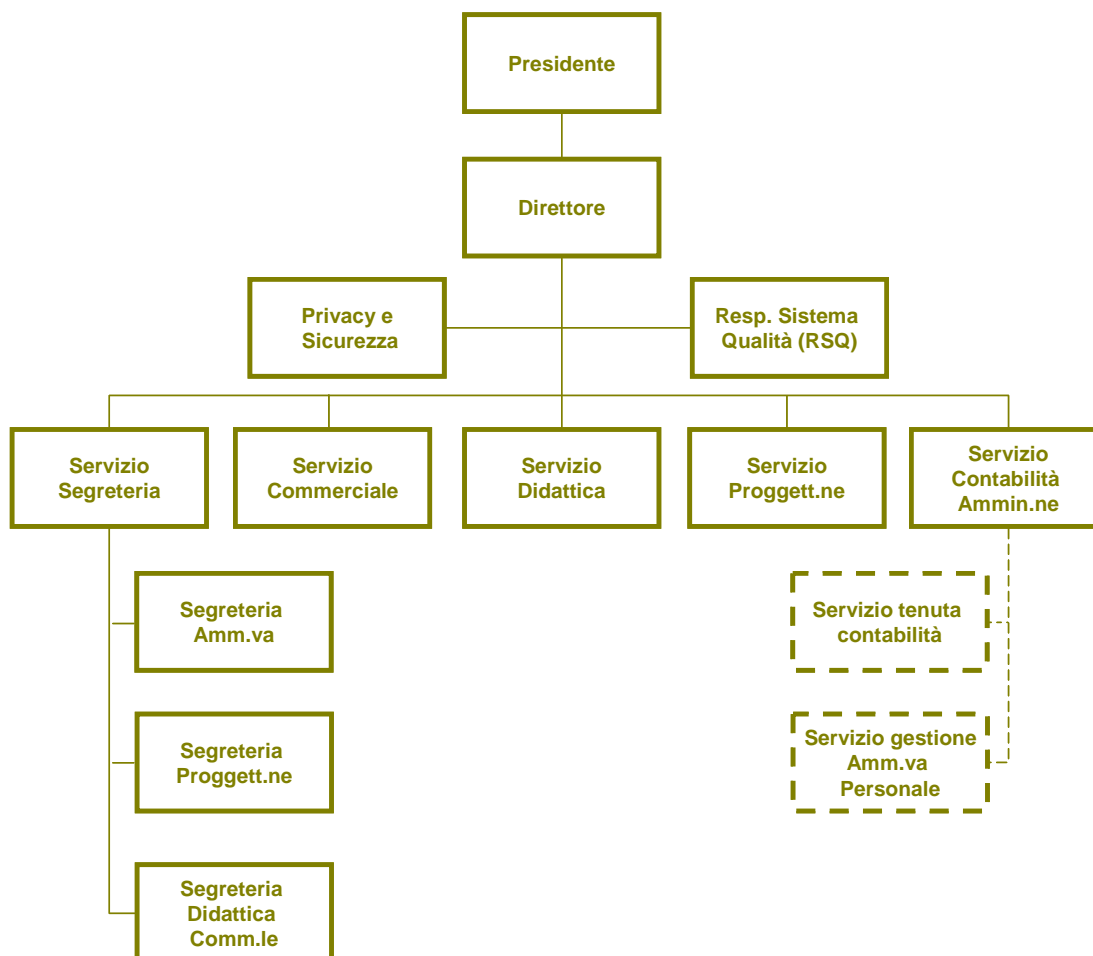 Presidente
Direttore
Privacy e
Sicurezza
Resp. Sistema
Qualità (RSQ)
Servizio
Segreteria
Servizio
Commerciale
Servizio
Didattica
Servizio
Proggett.ne
Servizio
Contabilità
Ammin.ne
Segreteria
Amm.va
Servizio tenuta
contabilità
Segreteria
Proggett.ne
Servizio gestione
Amm.va
Personale
Segreteria
Didattica
Comm.le